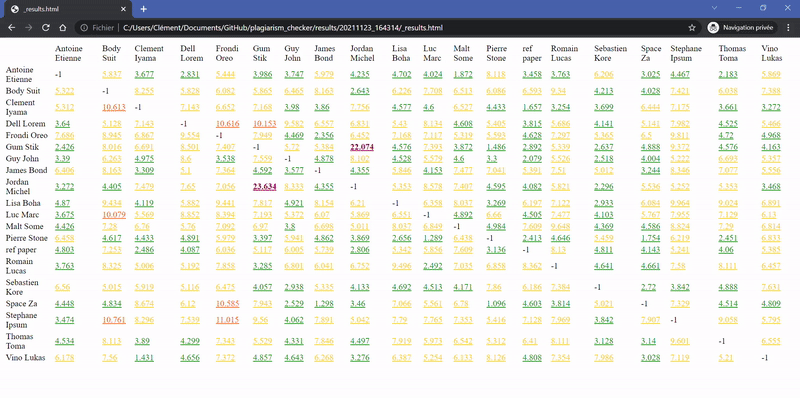 _results.html
Fichier | C:/Users/Clément/Documents/GitHub/plagiarism_checker/results/20211123_164314/_results.html
Navigation privée
Antoine Etienne Body Suit Clement Iyama Dell Lorem Frondi Oreo Gum Stik Guy John James Bond Jordan Michel Lisa Boha Luc Marc Malt Some Pierre Stone ref paper Romain Lucas Sebastien Kore Space Za Stephane Ipsum Thomas Toma Vino Lukas
Antoine Etienne -1 5.837 3.677 2.831 5.444 3.986 3.747 5.979 4.235 4.702 4.024 1.872 8.118 3.458 3.763 6.206 3.025 4.467 2.183 5.869
Body Suit 5.322 -1 8.255 5.828 6.082 5.865 6.465 8.163 2.643 6.226 7.708 6.513 6.086 6.593 9.34 4.213 4.028 7.421 6.038 7.388
Clement Iyama 5.312 10.613 -1 7.143 6.652 7.168 3.98 3.86 7.736 4.577 4.6 6.527 4.433 1.657 3.254 3.699 6.444 7.175 3.661 3.272
Dell Lorem 3.64 5.128 7.143 -1 10.616 10.153 9.582 6.557 6.831 5.43 8.134 4.608 5.405 3.815 5.686 4.141 5.141 7.982 4.525 5.466
Frondi Oreo 7.686 8.945 6.867 9.554 -1 7.949 4.469 2.356 6.452 7.168 7.117 5.319 5.593 4.628 7.297 5.365 6.5 9.811 4.72 4.968
Gum Stik 2.426 8.016 6.691 8.501 7.407 -1 5.72 5.384 22.074 4.576 7.393 3.872 1.486 2.892 5.339 2.637 4.888 9.372 4.576 4.163
Guy John 3.39 6.263 4.975 8.6 3.538 7.559 -1 4.878 8.102 4.528 5.579 4.6 3.3 2.079 5.526 2.518 4.004 5.222 6.693 5.357
James Bond 6.406 8.163 3.309 5.1 7.364 4.592 3.577 -1 4.355 5.846 4.153 7.477 7.041 5.391 7.51 5.012 3.244 8.346 7.077 5.556
Jordan Michel 3.272 4.405 7.479 7.65 7.056 23.634 8.333 4.355 -1 5.353 8.578 7.407 4.595 4.082 5.821 2.296 5.536 6.252 5.353 3.468
Lisa Boha 4.87 9.434 4.119 5.882 9.441 7.817 4.921 8.154 6.21 -1 6.358 8.037 3.269 6.197 7.122 2.933 6.084 9.964 9.024 6.891
Luc Marc 3.675 10.079 5.569 8.832 8.394 7.193 5.372 6.07 5.869 6.551 -1 4.892 6.66 4.505 7.477 4.103 5.767 7.955 7.129 6.13
Malt Some 4.426 7.28 6.76 5.76 7.092 6.97 3.8 6.698 5.011 8.037 6.849 -1 4.984 7.609 9.648 4.369 4.586 8.824 7.29 6.814
Pierre Stone 6.458 4.617 4.433 4.891 5.979 3.397 5.941 4.862 3.869 2.656 1.289 6.438 -1 2.413 4.646 5.439 1.754 6.219 2.451 6.833
ref paper 4.803 7.253 2.486 4.087 6.036 5.117 6.005 5.739 2.806 5.342 5.856 7.609 3.136 -1 8.13 4.811 4.143 5.241 4.06 5.385
Romain Lucas 3.763 8.325 5.006 5.192 7.858 3.285 6.801 6.041 6.752 9.496 2.492 7.035 6.858 8.362 -1 4.641 4.661 7.58 8.111 6.457
Sebastien Kore 6.56 5.015 5.919 5.116 6.475 4.057 2.938 5.335 4.133 4.692 4.513 4.171 7.86 6.186 7.384 -1 2.72 3.842 4.888 7.631
Space Za 4.448 4.834 8.674 6.12 10.585 7.943 2.529 1.298 3.46 7.066 5.561 6.78 1.096 4.603 3.814 5.021 -1 7.329 4.514 4.809
Stephane Ipsum 3.474 10.761 8.296 7.539 11.015 9.56 4.062 7.891 5.042 7.79 7.765 7.353 5.416 7.128 7.969 3.842 7.907 -1 9.058 5.795
Thomas Toma 4.534 8.113 3.89 4.299 7.343 5.529 4.331 7.846 4.497 7.919 5.973 6.542 5.312 6.41 8.111 3.128 3.14 9.601 -1 6.555
Vino Lukas 6.178 7.56 1.431 4.656 7.372 4.857 4.643 6.268 3.276 6.387 5.254 6.133 8.126 4.808 7.354 7.986 3.028 7.119 5.21 -1